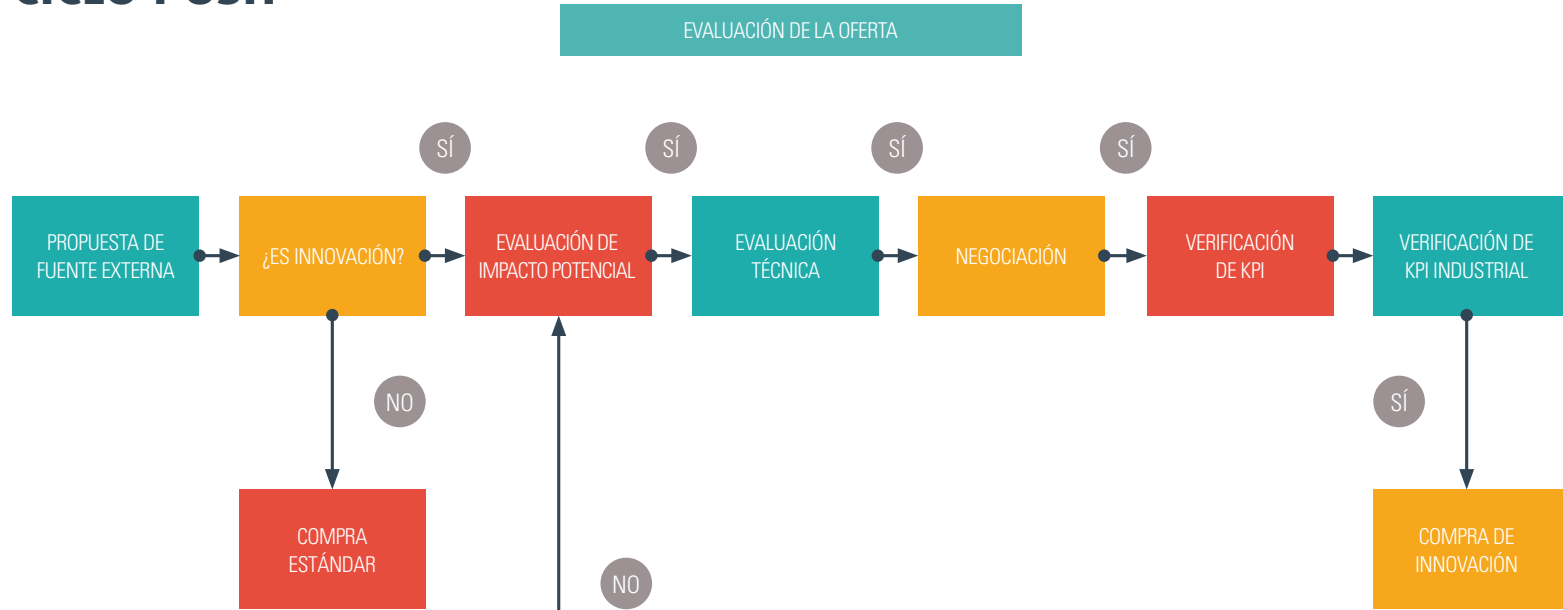 EVALUACIÓN DE LA OFERTA
SÍ
SÍ
SÍ
SÍ
PROPUESTA DE
FUENTE EXTERNA
¿ES INNOVACIÓN?
EVALUACIÓN DE
IMPACTO POTENCIAL
EVALUACIÓN
TÉCNICA
NEGOCIACIÓN
VERIFICACIÓN
DE KPI
VERIFICACIÓN DE
KPI INDUSTRIAL
NO
SÍ
COMPRA
ESTÁNDAR
NO
COMPRA DE
INNOVACIÓN